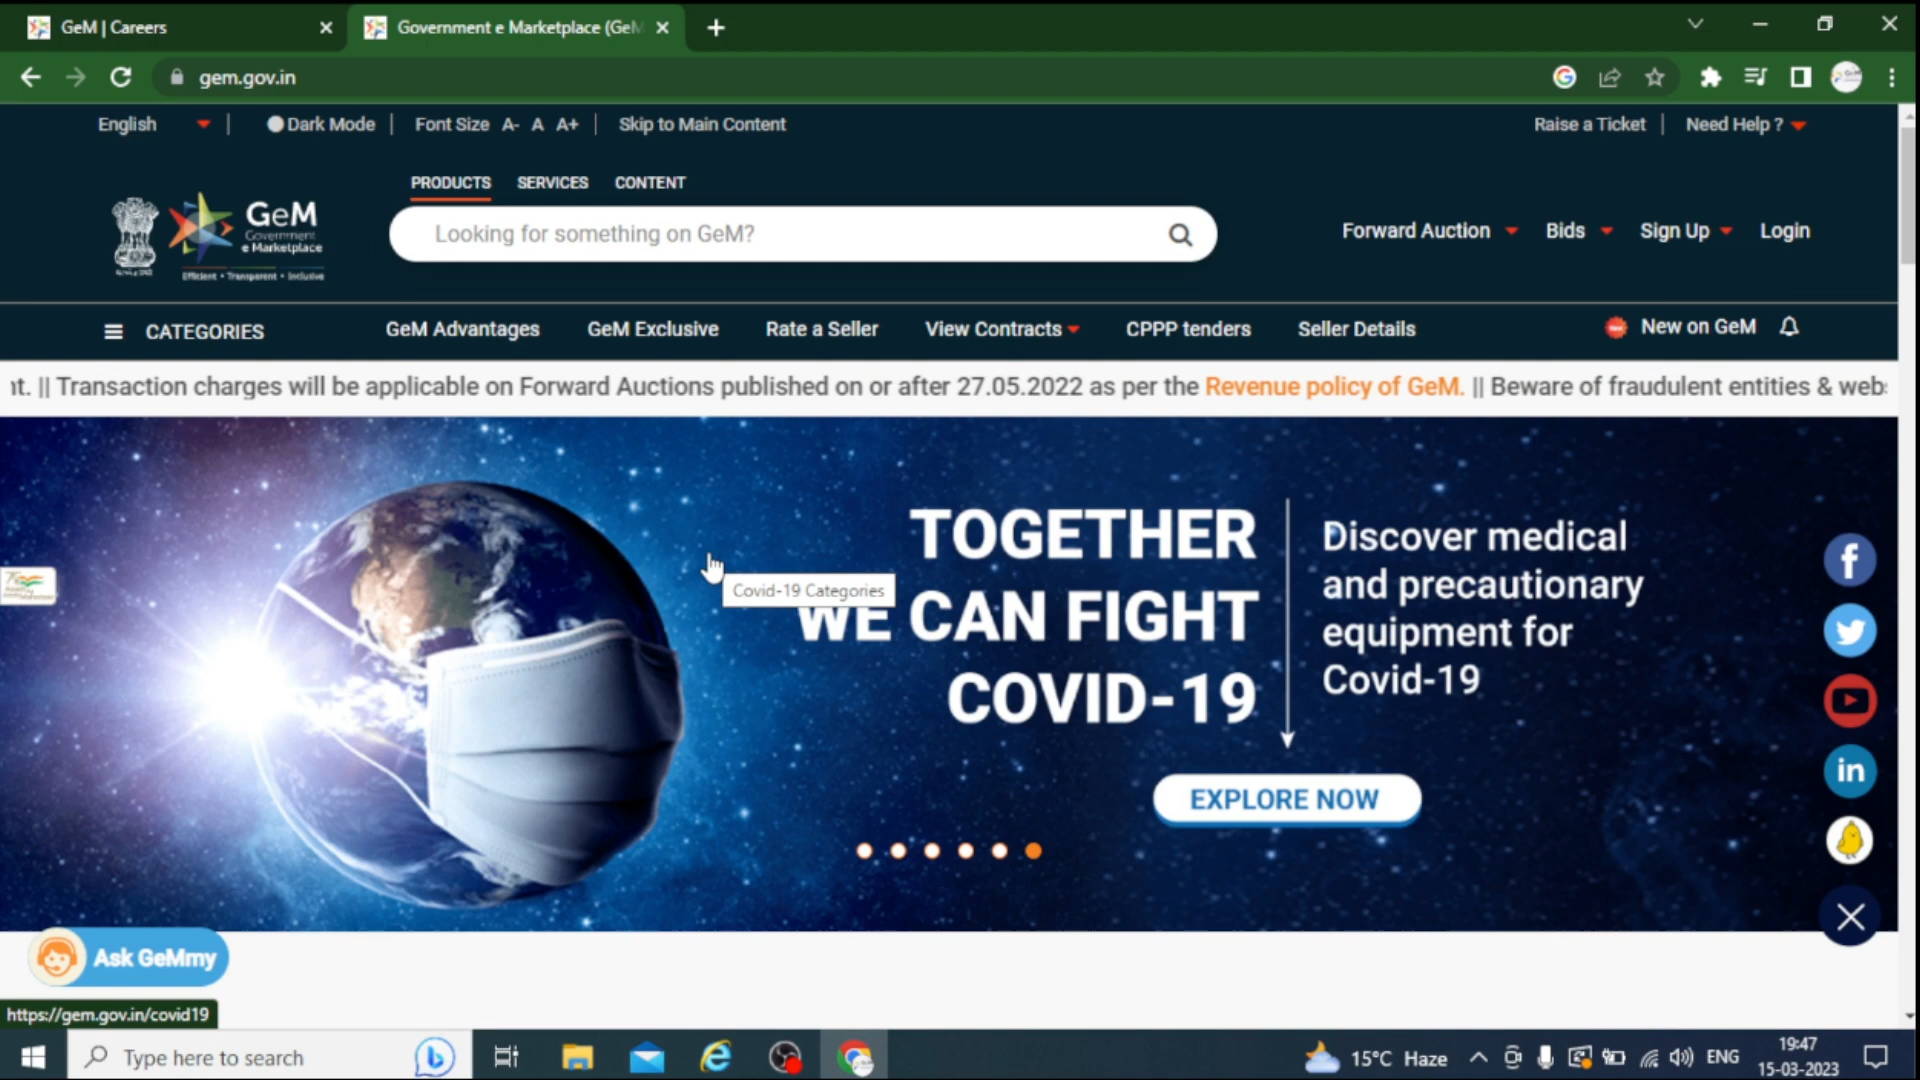 GeM | Careers
Government e Marketplace (GeM
gem.gov.in
English | Dark Mode | Font Size A- A A+ | Skip to Main Content
Raise a Ticket | Need Help ?
PRODUCTS SERVICES CONTENT
GeM
Government
e Marketplace
Efficient • Transparent • Inclusive
Looking for something on GeM?
Forward Auction Bids Sign Up Login
CATEGORIES GeM Advantages GeM Exclusive Rate a Seller View Contracts CPPP tenders Seller Details New on GeM
|| Transaction charges will be applicable on Forward Auctions published on or after 27.05.2022 as per the Revenue policy of GeM. || Beware of fraudulent entities & web
TOGETHER
WE CAN FIGHT
COVID-19
Covid-19 Categories
Discover medical
and precautionary
equipment for
Covid-19
EXPLORE NOW
f
in
Ask GeMmy
https://gem.gov.in/covid19
Type here to search
15°C Haze
ENG
19:47
15-03-2023